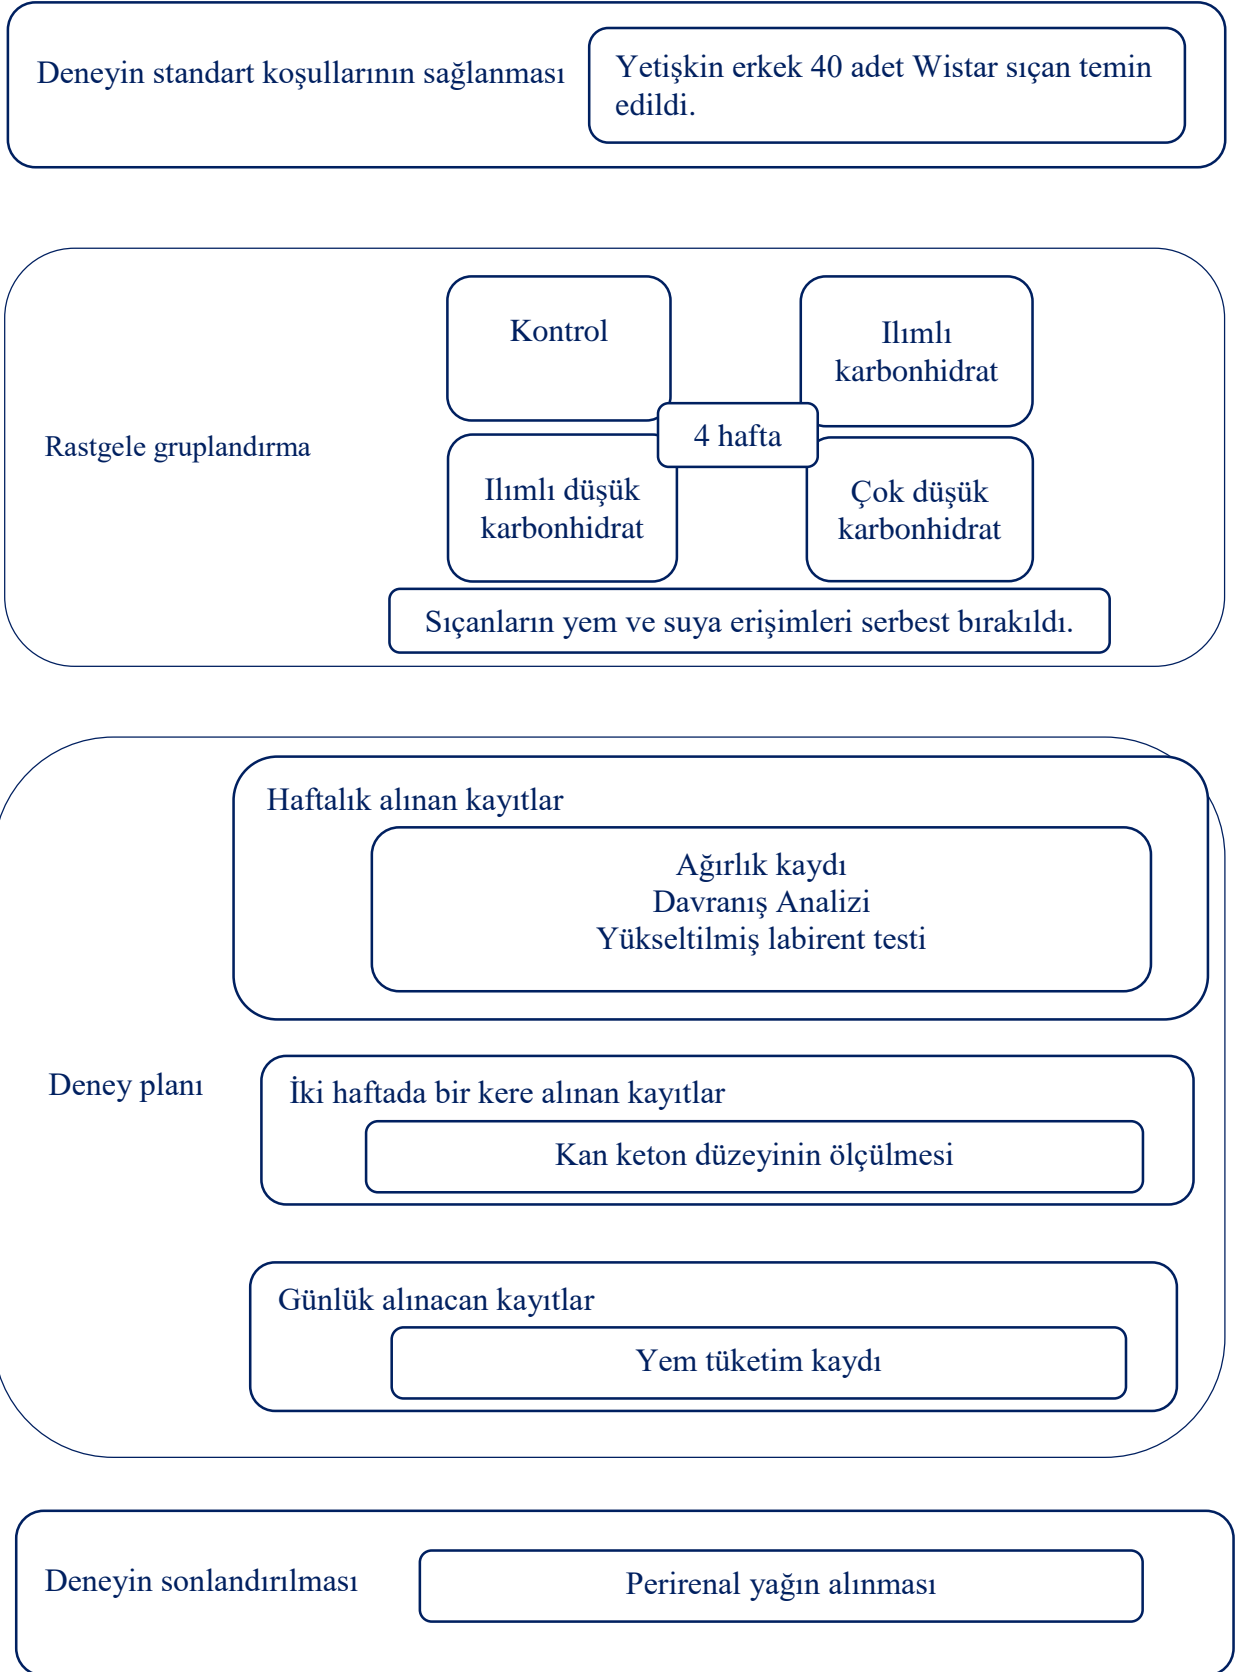 Deneyin standart koşullarının sağlanması
Yetişkin erkek 40 adet Wistar sıçan temin
edildi.
Rastgele gruplandırma
Kontrol
Ilımlı
karbonhidrat
4 hafta
Ilımlı düşük
karbonhidrat
Çok düşük
karbonhidrat
Sıçanların yem ve suya erişimleri serbest bırakıldı.
Deney planı
Haftalık alınan kayıtlar
Ağırlık kaydı
Davranış Analizi
Yükseltilmiş labirent testi
İki haftada bir kere alınan kayıtlar
Kan keton düzeyinin ölçülmesi
Günlük alınacan kayıtlar
Yem tüketim kaydı
Deneyin sonlandırılması
Perirenal yağın alınması